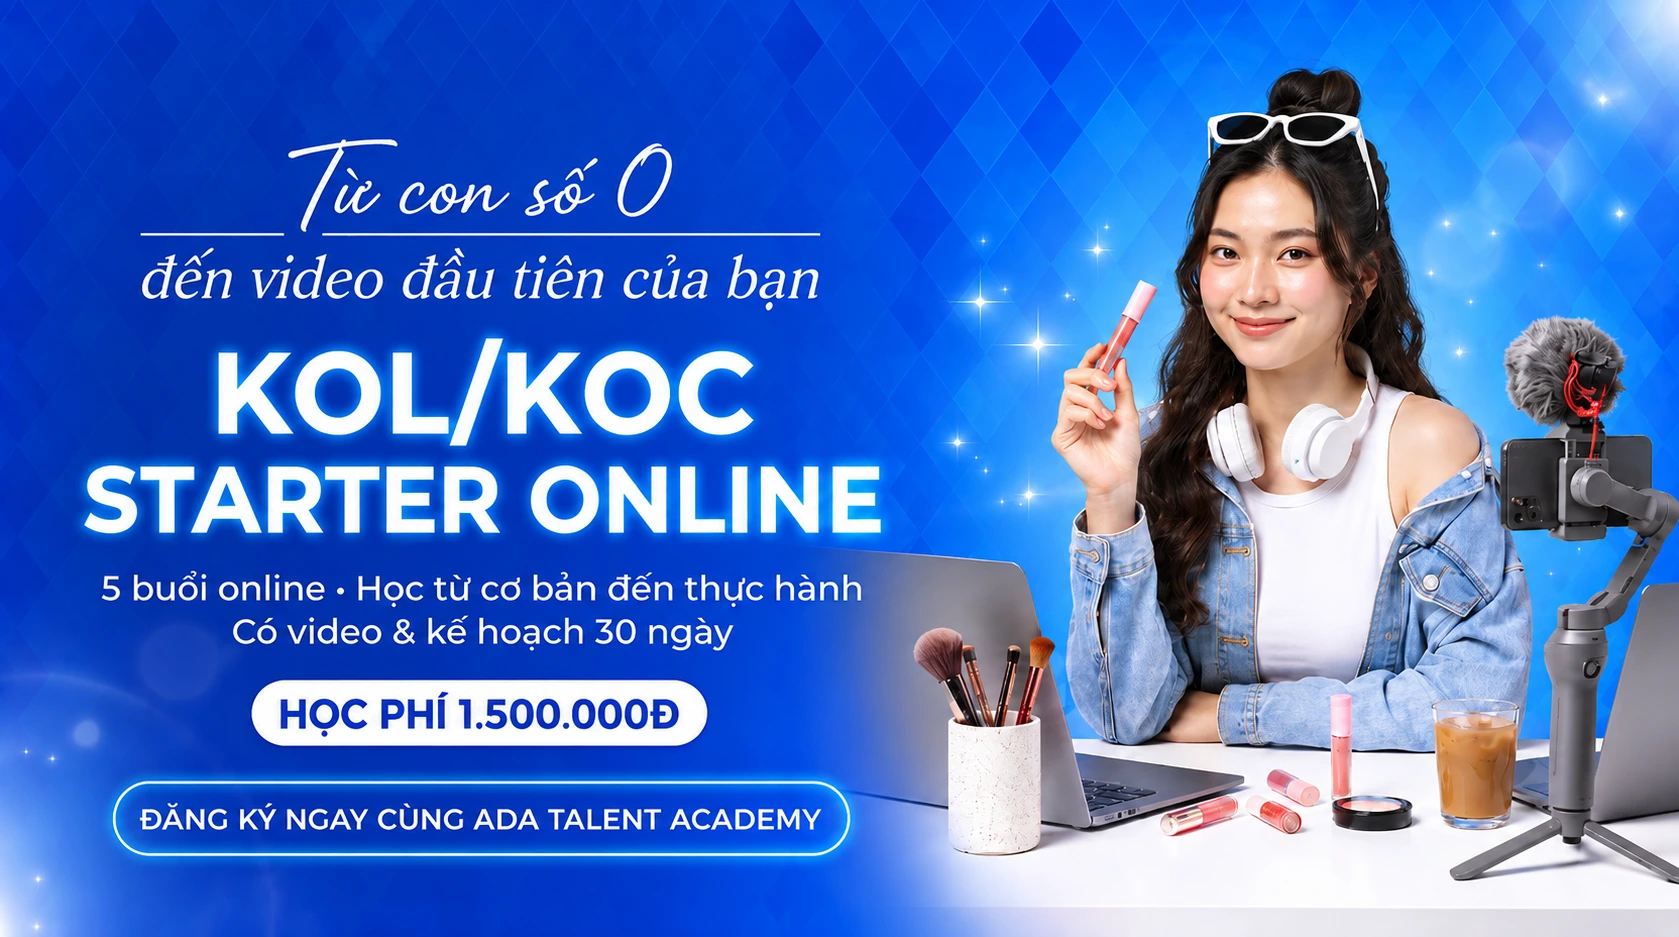 Từ con số 0
đến video đầu tiên của bạn
KOL/KOC
STARTER ONLINE
5 buổi online • Học từ cơ bản đến thực hành
Có video & kế hoạch 30 ngày
HỌC PHÍ 1.500.000Đ
ĐĂNG KÝ NGAY CÙNG ADA TALENT ACADEMY